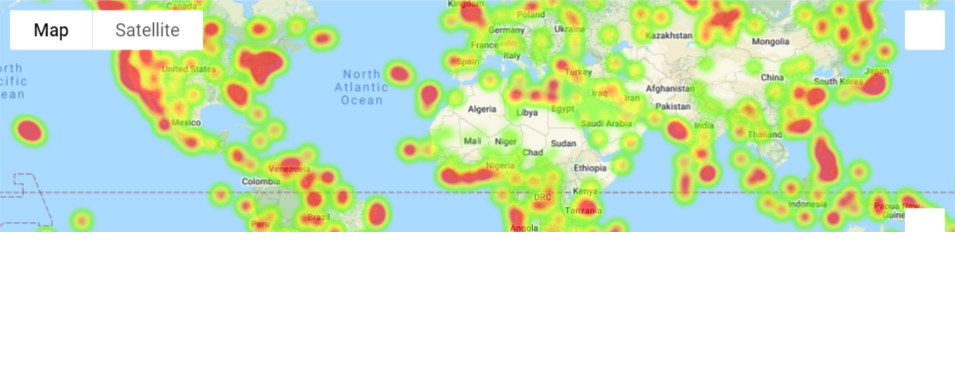 Canada
Kingdom
Poland
Map
Satellite
Germany
Ukraine
Kazakhstan
Mongolia
France
Italy
Spain
Turkey
Japan
United States
China
South Korea
North
Atlantic
Ocean
orth
cific
ean
Afghanistan
Iraq
Iran
Pakistan
Algeria
Libya
Egypt
Saudi Arabia
Mexico
India
Thailand
Mali
Niger
Chad
Sudan
Nigeria
Ethiopia
Venezuela
Colombia
DRC
Kenya
Tanzania
Indonesia
Papua New
Guine
Peru
Brazil
Angola